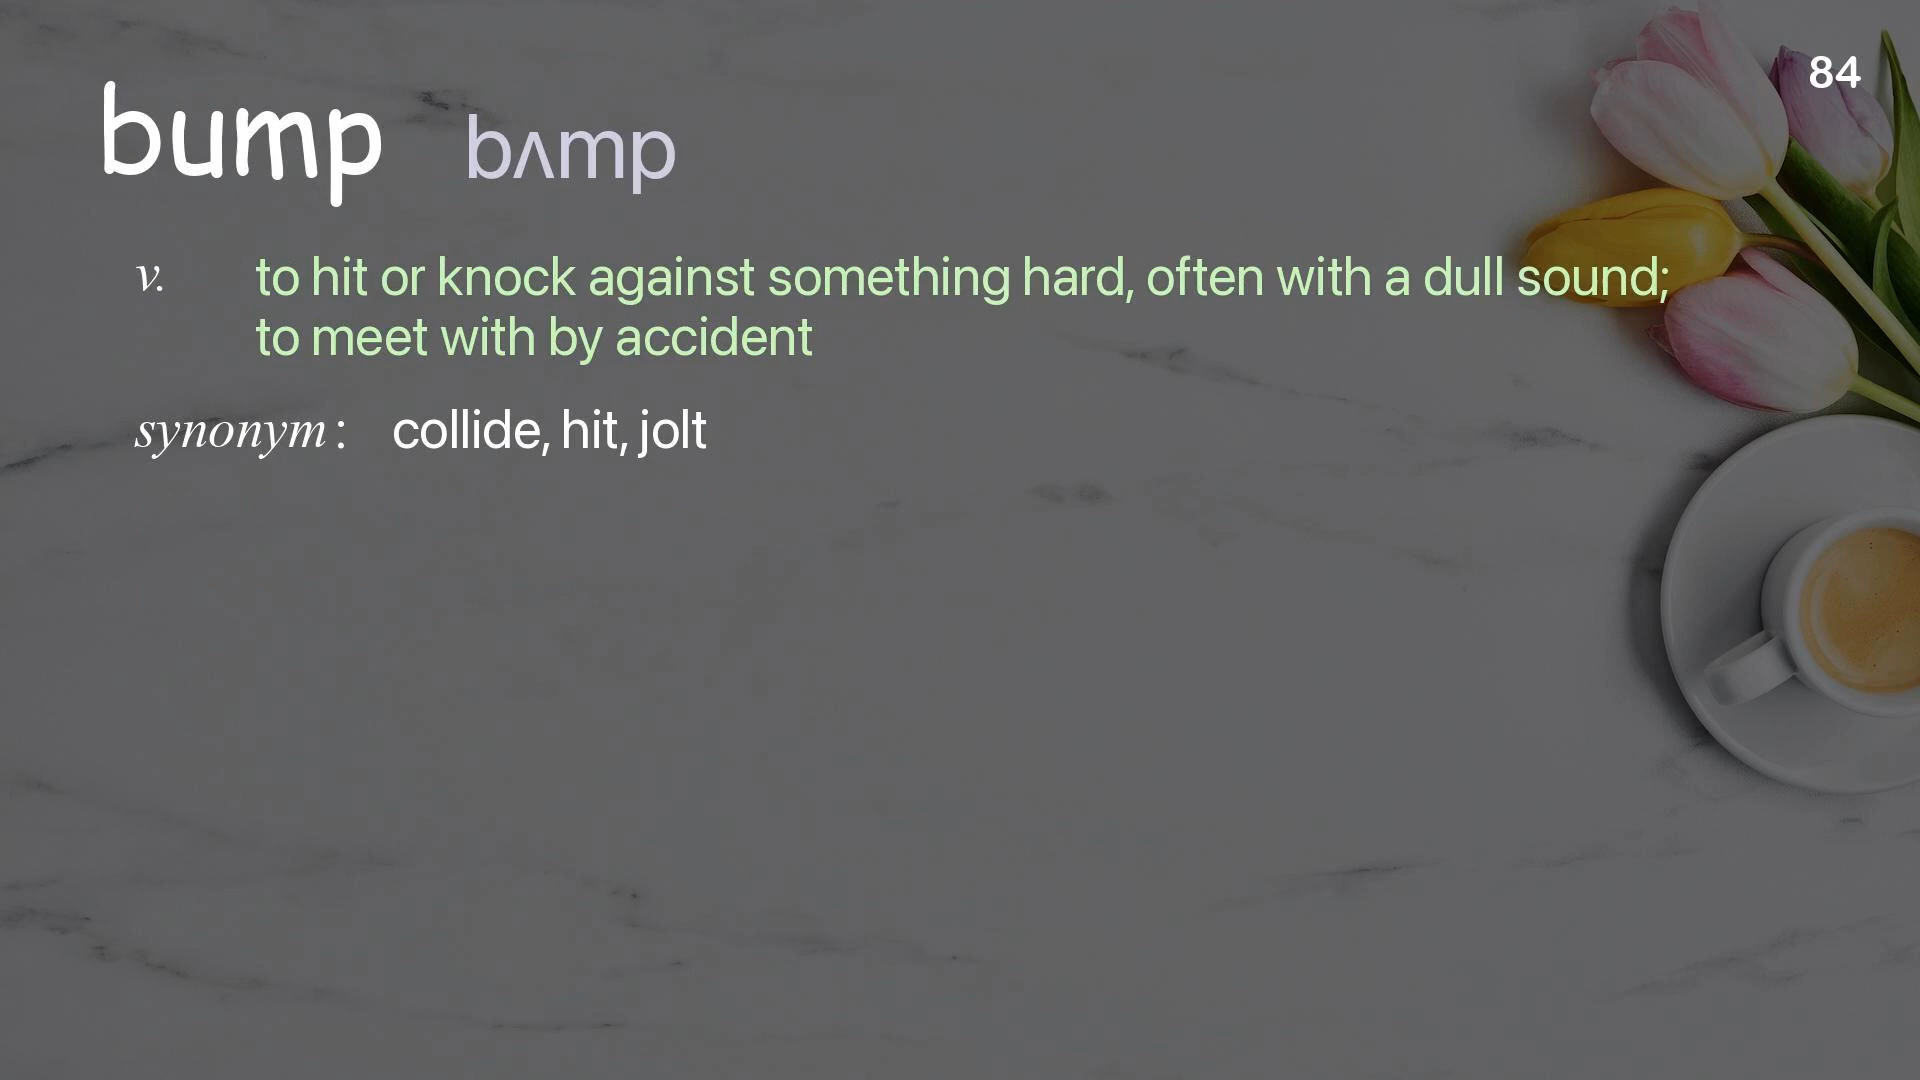 84
bump bʌmp
v. to hit or knock against something hard, often with a dull sound;
to meet with by accident
synonym : collide, hit, jolt